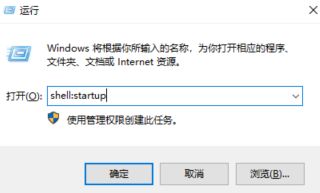 运行
Windows 将根据你所输入的名称，为你打开相应的程序、
文件夹、文档或 Internet 资源。
打开(O): shell:startup
使用管理权限创建此任务。
确定 取消 浏览(B)...